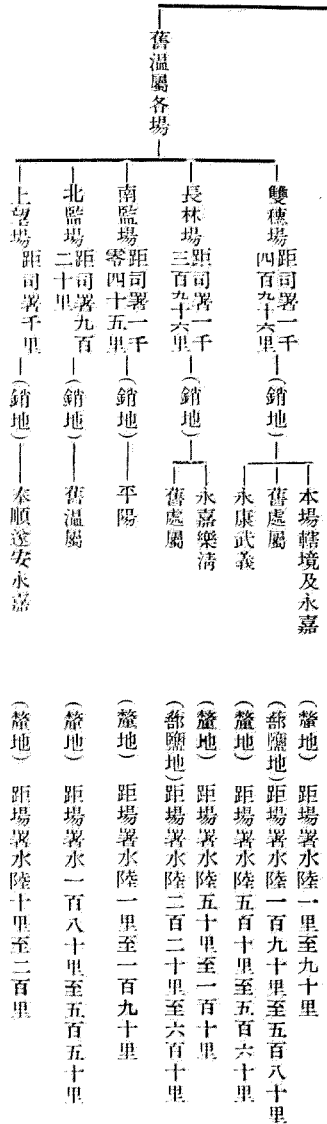 舊溫屬各場
雙穗場
距司署一千
四百九十六里
(銷地)
本場轄境及永嘉
(釐地)
距場署水陸一里至九十里
舊處屬
(部鹽地)
距場署水陸一百九十里至五百八十里
永康武義
(釐地)
距場署水陸五百十里至五百六十里
長林場
距司署一千
三百九十六里
(銷地)
永嘉樂清
(釐地)
距場署水陸五十里至一百十里
舊處屬
(部鹽地)
距場署水陸二百二十里至六百十里
南監場
距司署一千
零四十五里
(銷地)
平陽
(釐地)
距場署水陸一里至一百九十里
北監場
距司署九百
二十里
(銷地)
舊溫屬
(釐地)
距場署水一百八十里至五百五十里
上望場
距司署千里
(銷地)
泰順遂安永嘉
(釐地)
距場署水陸十里至二百里